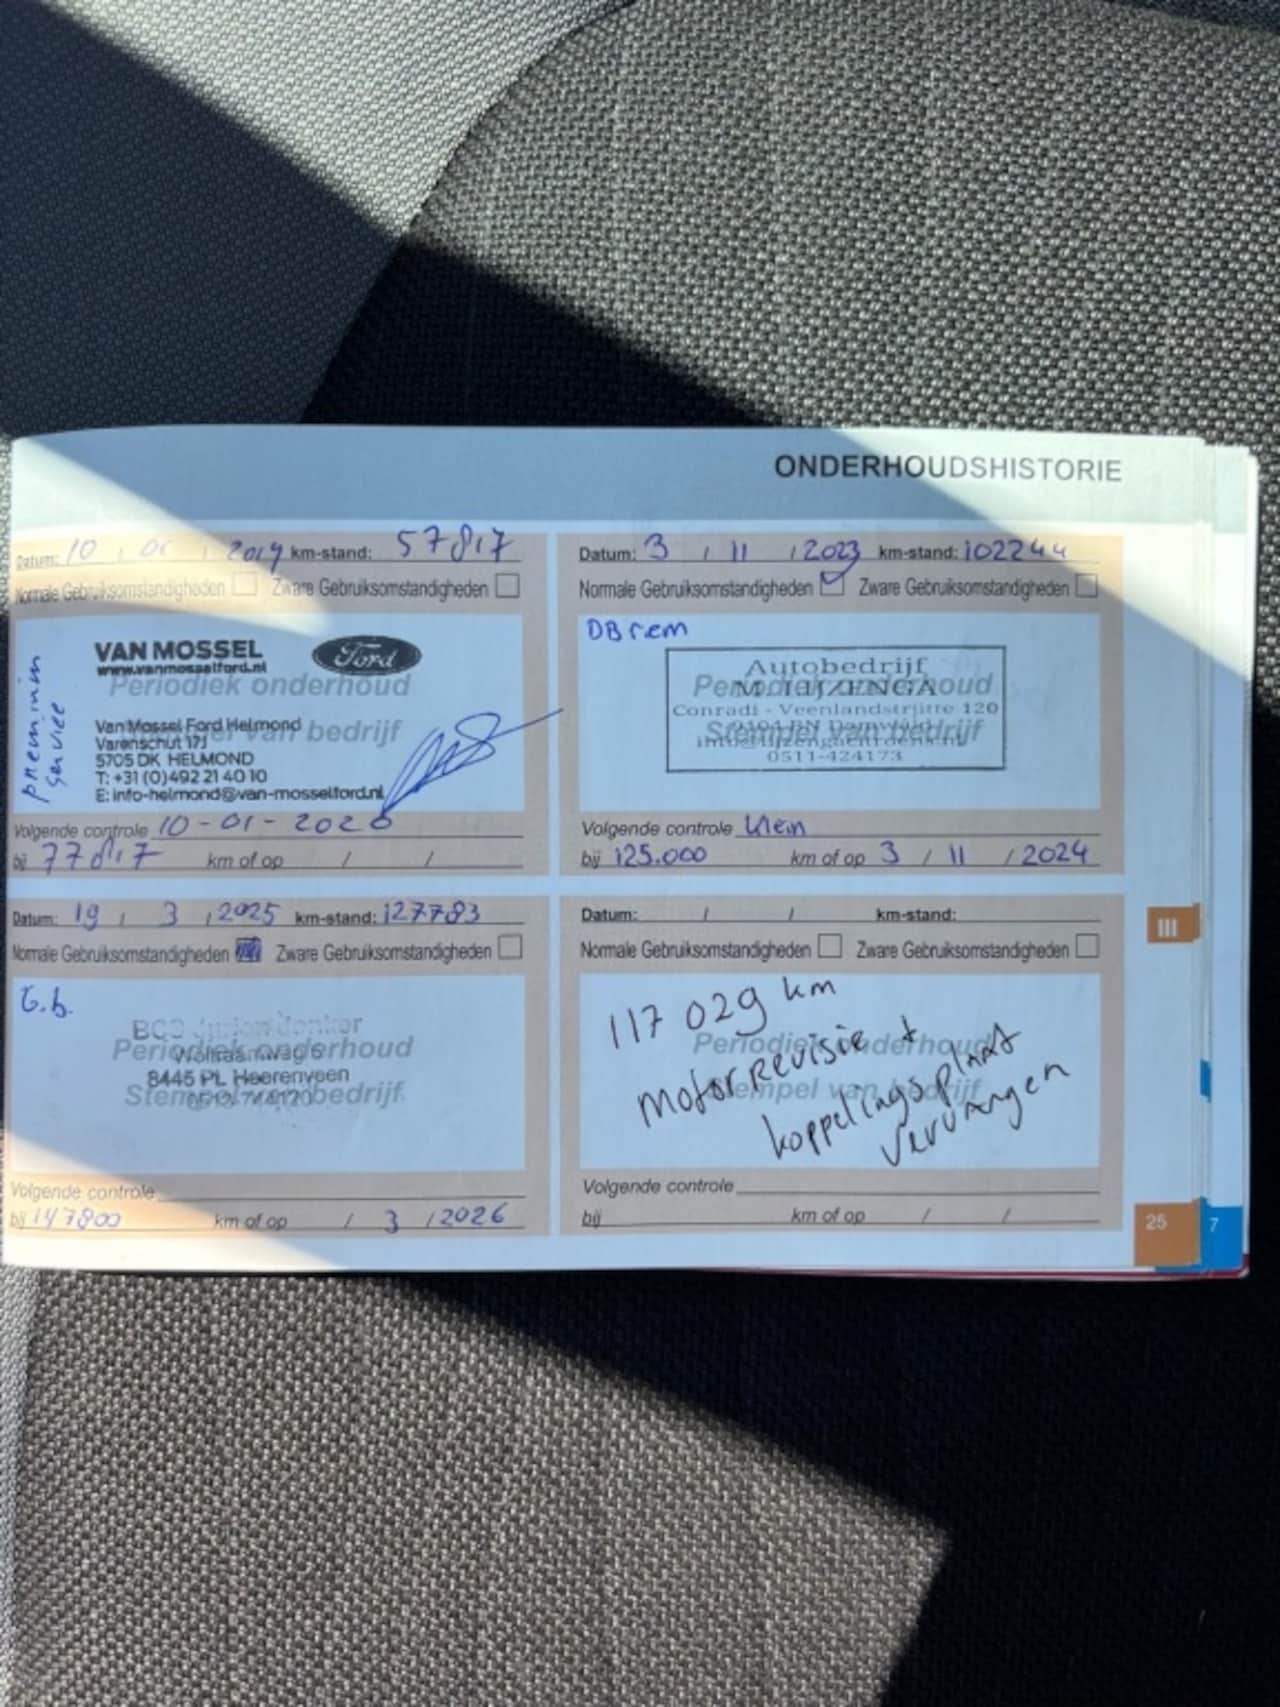 ONDERHOUDSHISTORIE
Datum: 10 / 01 / 2019 km-stand: 57817
Normale Gebruiksomstandigheden Zware Gebruiksomstandigheden
premium
service
VAN MOSSEL Ford
www.vanmosselford.nl
Periodiek onderhoud
Van Mossel Ford Helmond
Stempel van bedrijf
Varenschut 17J
5705 DK HELMOND
T: +31 (0)492 21 40 10
E: info-helmond@van-mosselford.nl
Volgende controle 10-01-2020
bij 77817 km of op / /
Datum: 3 / 11 / 2023 km-stand: 102244
Normale Gebruiksomstandigheden Zware Gebruiksomstandigheden
DB rem
Autobedrijf
Periodiek onderhoud
M. LIJZENGA
Conradi - Veenlandstrjitte 120
Stempel van bedrijf
0511-424173
Volgende controle Klein
bij 125.000 km of op 3 / 11 / 2024
Datum: 19 / 3 / 2025 km-stand: 127783
Normale Gebruiksomstandigheden Zware Gebruiksomstandigheden
G.b.
Periodiek onderhoud
8445 PL Heerenveen
Stempel van bedrijf
Volgende controle
bij 147800 km of op / 3 / 2026
Datum: / / km-stand:
Normale Gebruiksomstandigheden Zware Gebruiksomstandigheden
117 029 km
Periodiek onderhoud
Motorrevisie +
Stempel van bedrijf
koppelingsplaat
vervangen
Volgende controle
bij km of op / /
III
25
7